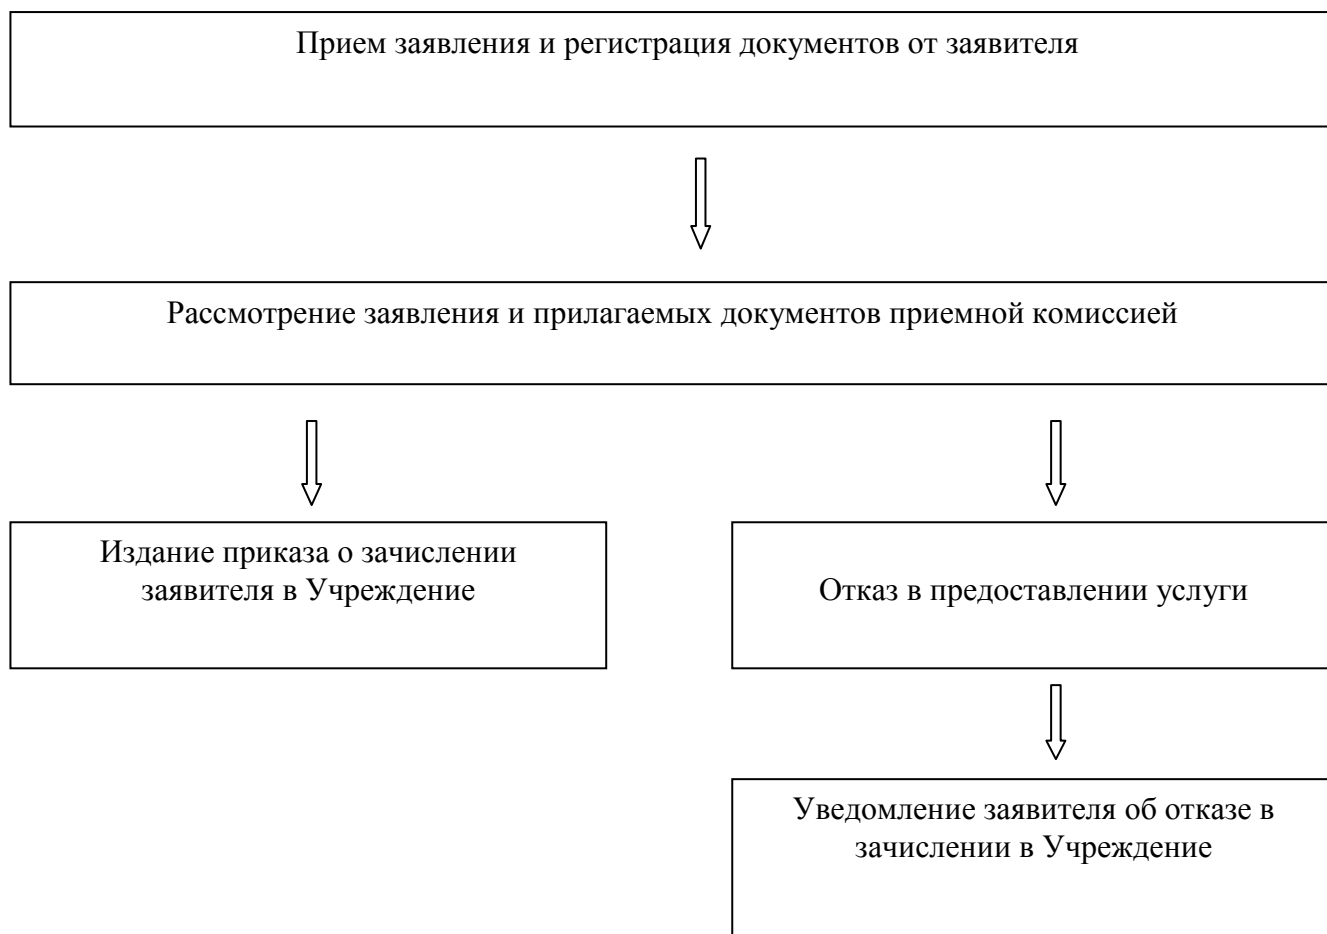 Прием заявления и регистрация документов от заявителя
Рассмотрение заявления и прилагаемых документов приемной комиссией
Издание приказа о зачислении
заявителя в Учреждение
Отказ в предоставлении услуги
Уведомление заявителя об отказе в
зачислении в Учреждение